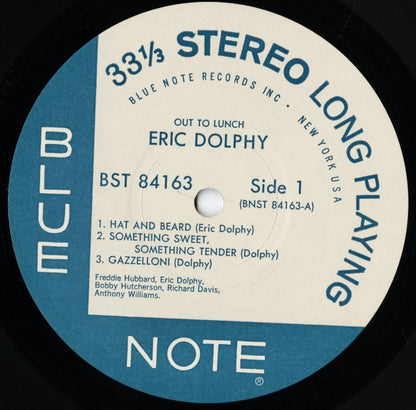 33⅓ STEREO LONG PLAYING
BLUE NOTE RECORDS INC. • NEW YORK USA
OUT TO LUNCH
ERIC DOLPHY
BST 84163
Side 1
(BNST 84163-A)
1. HAT AND BEARD (Eric Dolphy)
2. SOMETHING SWEET,
SOMETHING TENDER (Dolphy)
3. GAZZELLONI (Dolphy)
Freddie Hubbard, Eric Dolphy,
Bobby Hutcherson, Richard Davis,
Anthony Williams.
BLUE
NOTE®